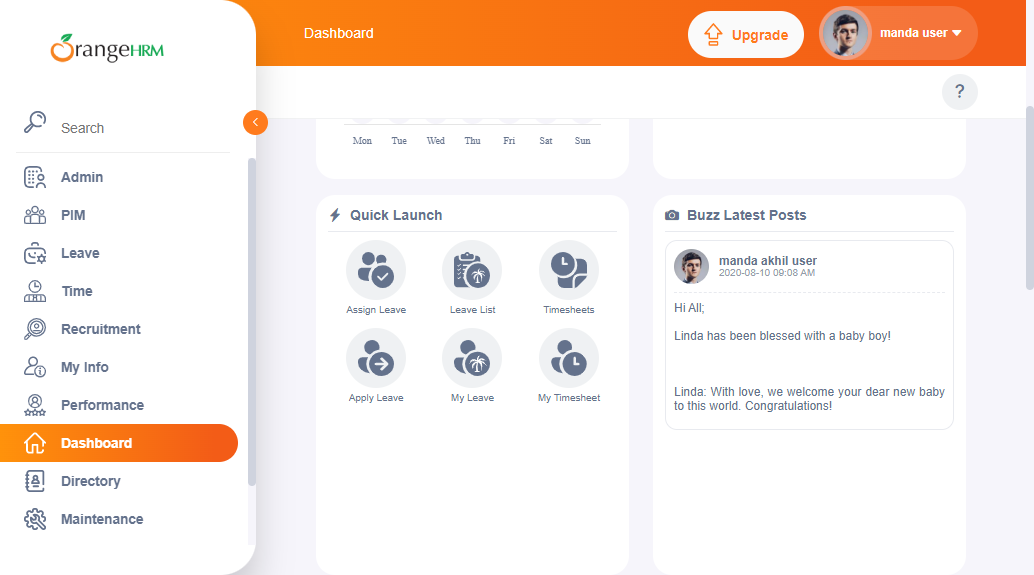 OrangeHRM
Dashboard
Upgrade
manda user
?
Search
Admin
PIM
Leave
Time
Recruitment
My Info
Performance
Dashboard
Directory
Maintenance
Mon Tue Wed Thu Fri Sat Sun
Quick Launch
Assign Leave
Leave List
Timesheets
Apply Leave
My Leave
My Timesheet
Buzz Latest Posts
manda akhil user
2020-08-10 09:08 AM
Hi All;
Linda has been blessed with a baby boy!
Linda: With love, we welcome your dear new baby
to this world. Congratulations!